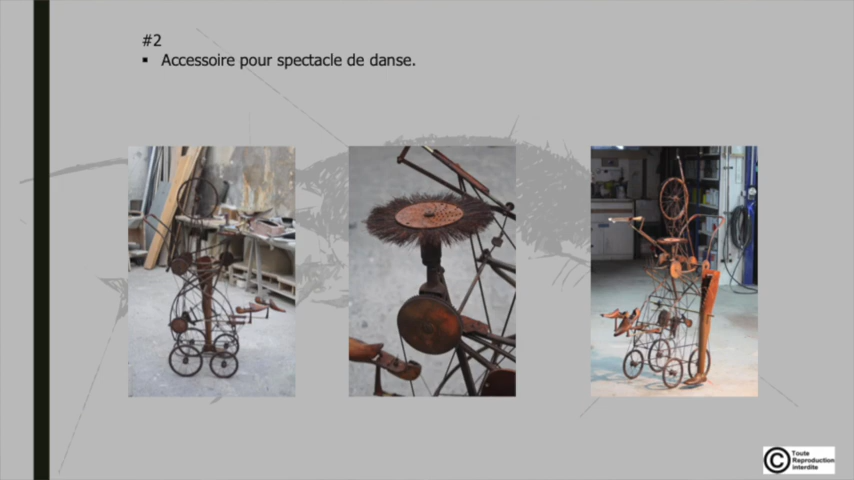 #2
▪ Accessoire pour spectacle de danse.
© Toute
Reproduction
interdite